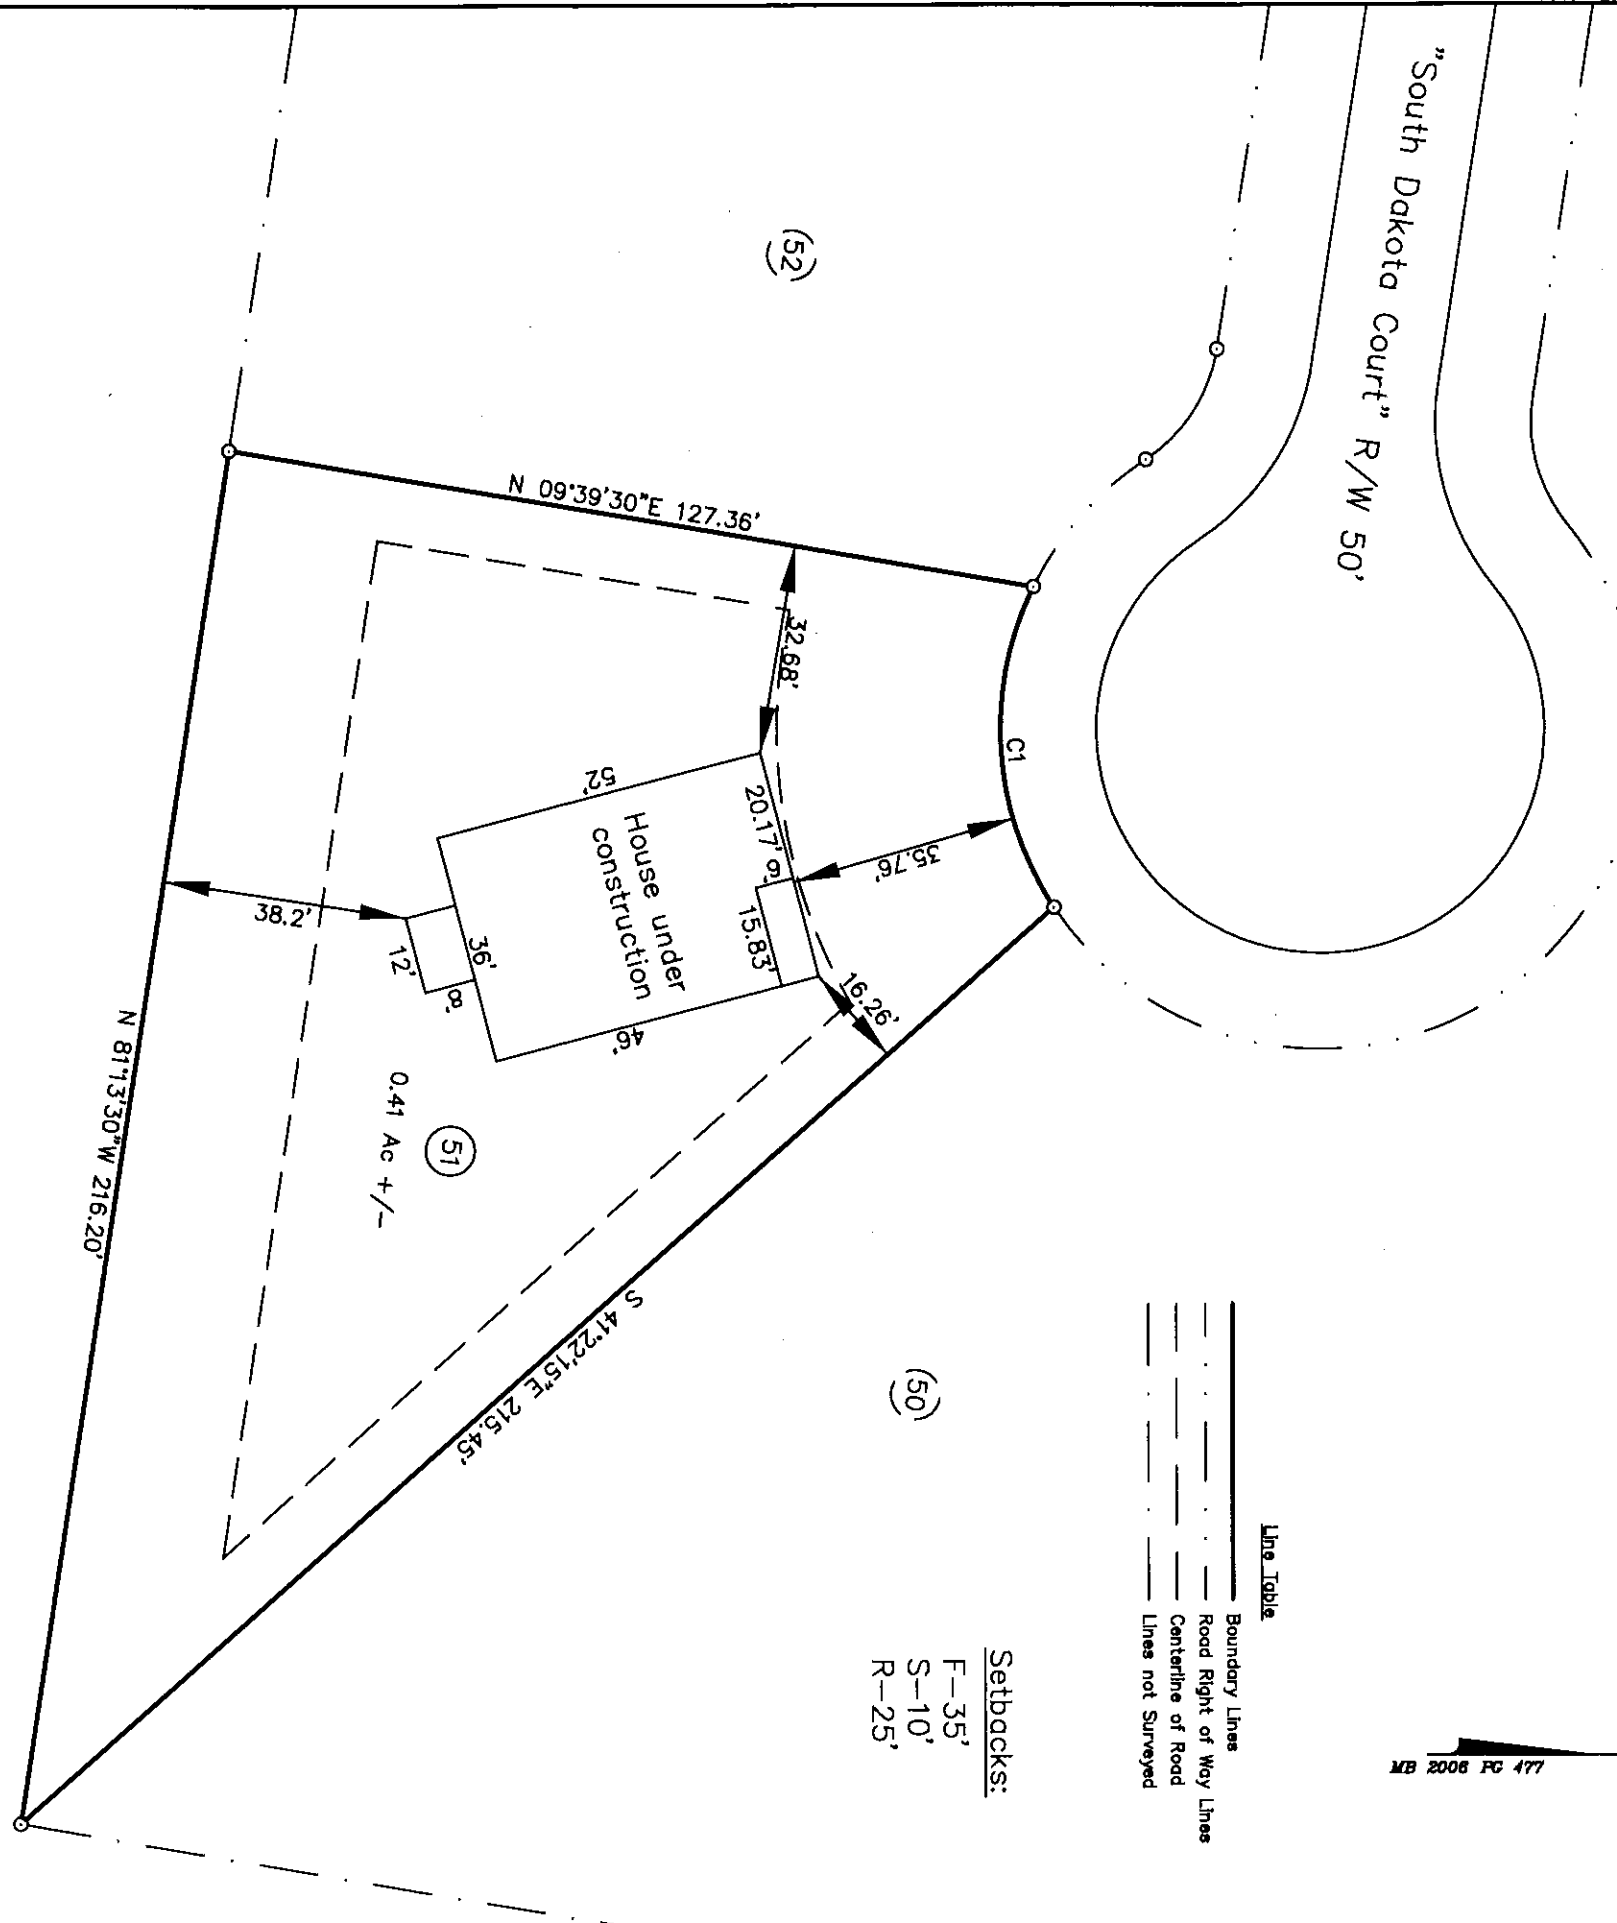 "South Dakota Court" R/W 50'
(52)
N 09°39'30"E 127.36'
C1
32.68'
35.76'
20.17'
6'
15.83'
16.26'
52'
House under
construction
46'
36'
12'
8'
38.2'
51
0.41 Ac +/-
N 81°13'30"W 216.20'
S 41°22'15"E 215.45'
(50)
Line Table
Boundary Lines
Road Right of Way Lines
Centerline of Road
Lines not Surveyed
Setbacks:
F-35'
S-10'
R-25'
MB 2006 PG 477